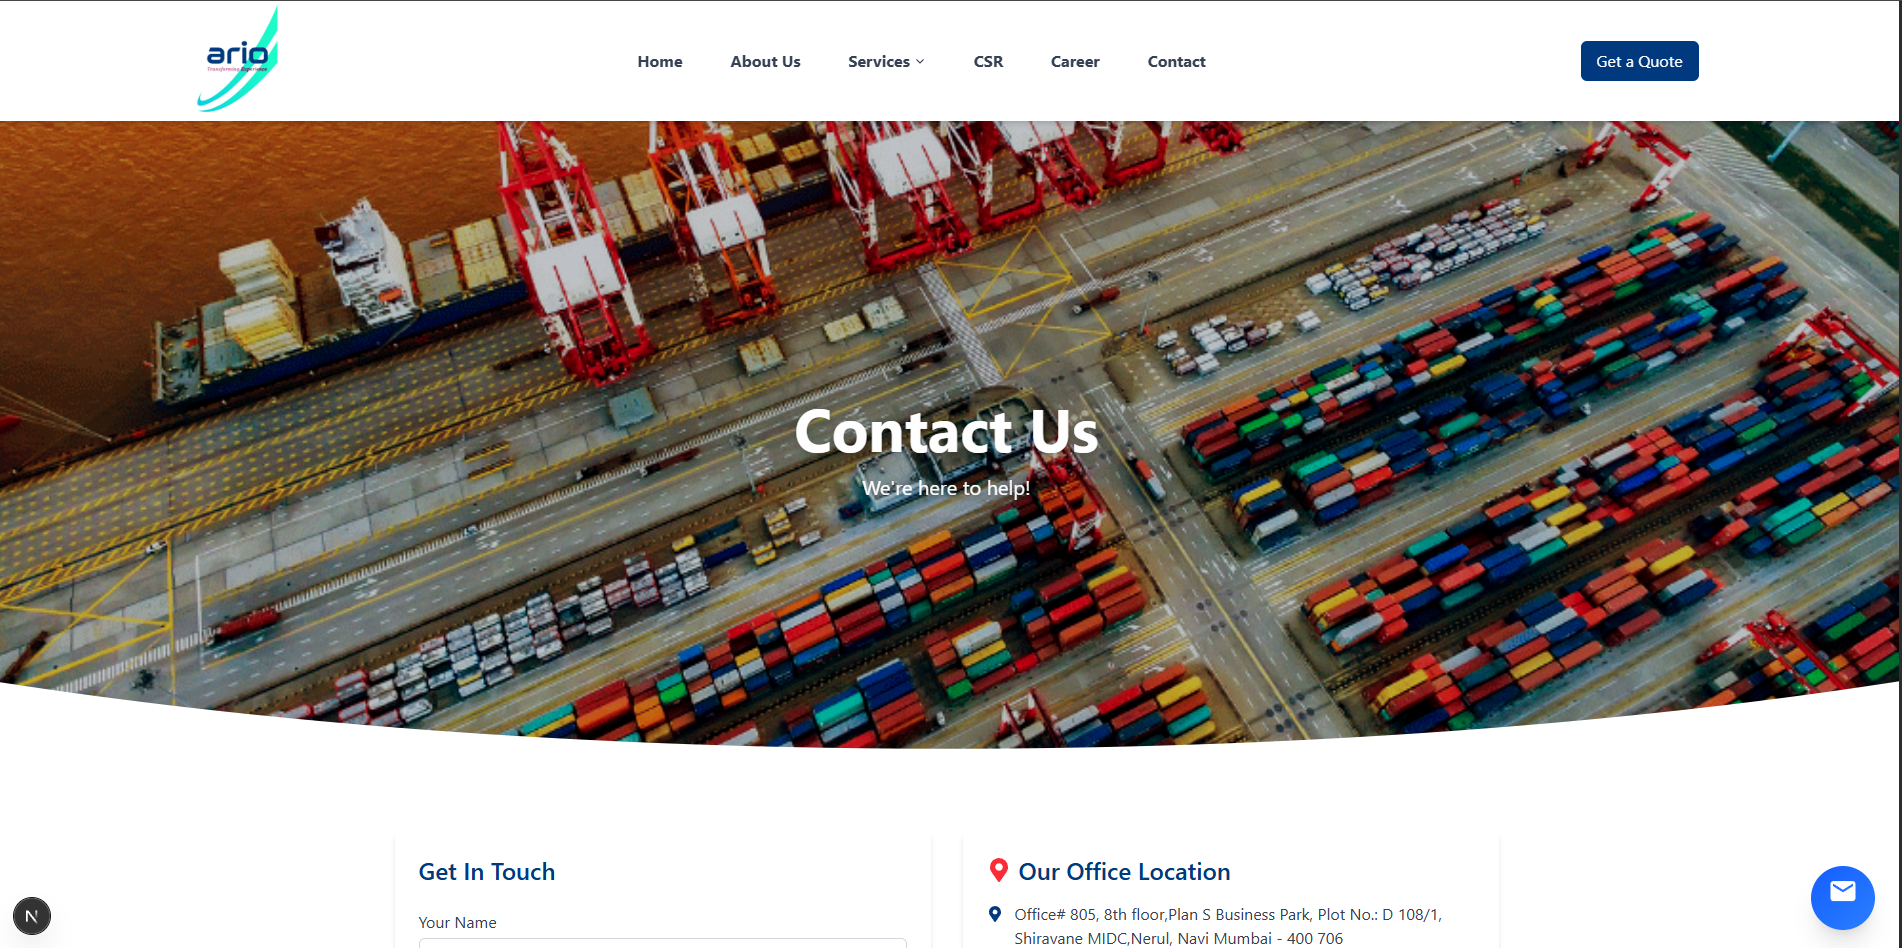 ario
Transforming Experience
Home
About Us
Services
CSR
Career
Contact
Get a Quote
Contact Us
We're here to help!
Get In Touch
Your Name
Our Office Location
Office# 805, 8th floor,Plan S Business Park, Plot No.: D 108/1,
Shiravane MIDC,Nerul, Navi Mumbai - 400 706
N